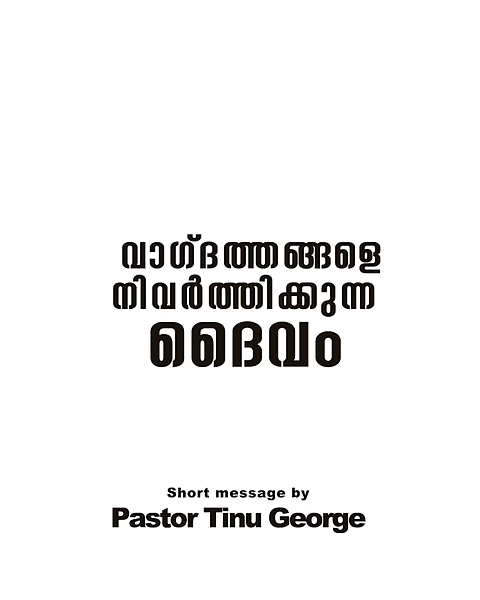 വാഗ്ദത്തങ്ങളെ
നിവർത്തിക്കുന്ന
ദൈവം
Short message by
Pastor Tinu George